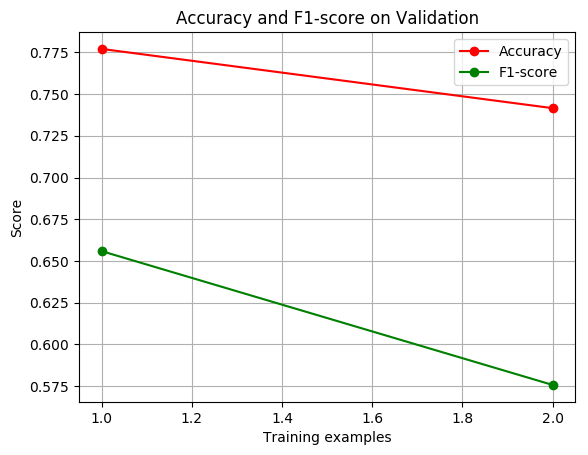 Accuracy and F1-score on Validation
Accuracy
F1-score
Score
0.775
0.750
0.725
0.700
0.675
0.650
0.625
0.600
0.575
1.0 1.2 1.4 1.6 1.8 2.0
Training examples